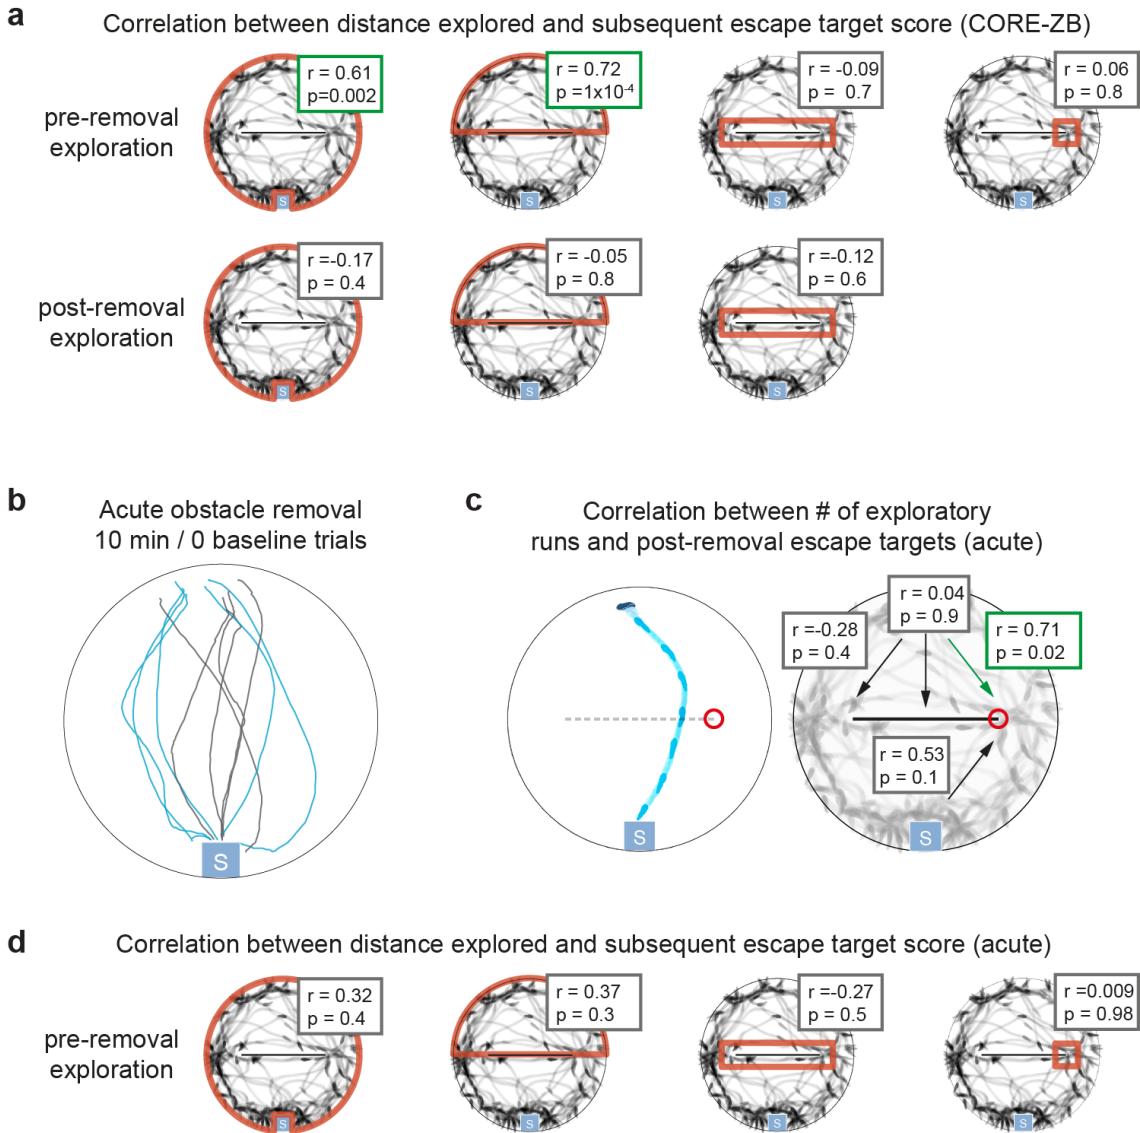 a
Correlation between distance explored and subsequent escape target score (CORE-ZB)
pre-removal
exploration
r = 0.61
p=0.002
S
r = 0.72
p =1x10⁻⁴
S
r = -0.09
p = 0.7
S
r = 0.06
p = 0.8
S
post-removal
exploration
r =-0.17
p = 0.4
S
r = -0.05
p = 0.8
S
r = -0.12
p = 0.6
S
b
Acute obstacle removal
10 min / 0 baseline trials
S
c
Correlation between # of exploratory
runs and post-removal escape targets (acute)
S
r =-0.28
p = 0.4
r = 0.04
p = 0.9
r = 0.71
p = 0.02
r = 0.53
p = 0.1
S
d
Correlation between distance explored and subsequent escape target score (acute)
pre-removal
exploration
r = 0.32
p = 0.4
S
r = 0.37
p = 0.3
S
r =-0.27
p = 0.5
S
r =0.009
p = 0.98
S